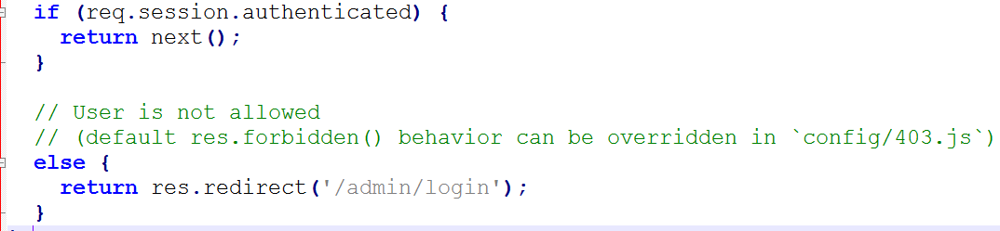 if (req.session.authenticated) {
return next();
}
// User is not allowed
// (default res.forbidden() behavior can be overridden in `config/403.js`)
else {
return res.redirect('/admin/login');
}